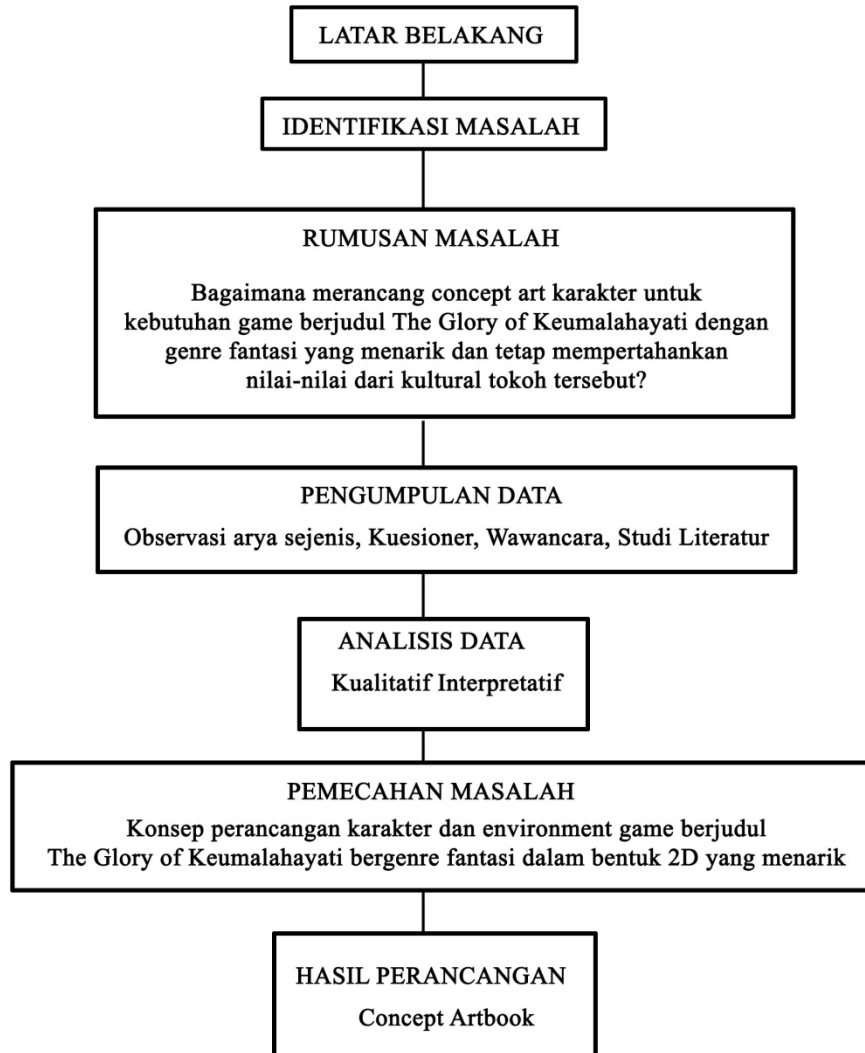 LATAR BELAKANG
IDENTIFIKASI MASALAH
RUMUSAN MASALAH
Bagaimana merancang concept art karakter untuk
kebutuhan game berjudul The Glory of Keumalahayati dengan
genre fantasi yang menarik dan tetap mempertahankan
nilai-nilai dari kultural tokoh tersebut?
PENGUMPULAN DATA
Observasi arya sejenis, Kuesioner, Wawancara, Studi Literatur
ANALISIS DATA
Kualitatif Interpretatif
PEMECAHAN MASALAH
Konsep perancangan karakter dan environment game berjudul
The Glory of Keumalahayati bergenre fantasi dalam bentuk 2D yang menarik
HASIL PERANCANGAN
Concept Artbook